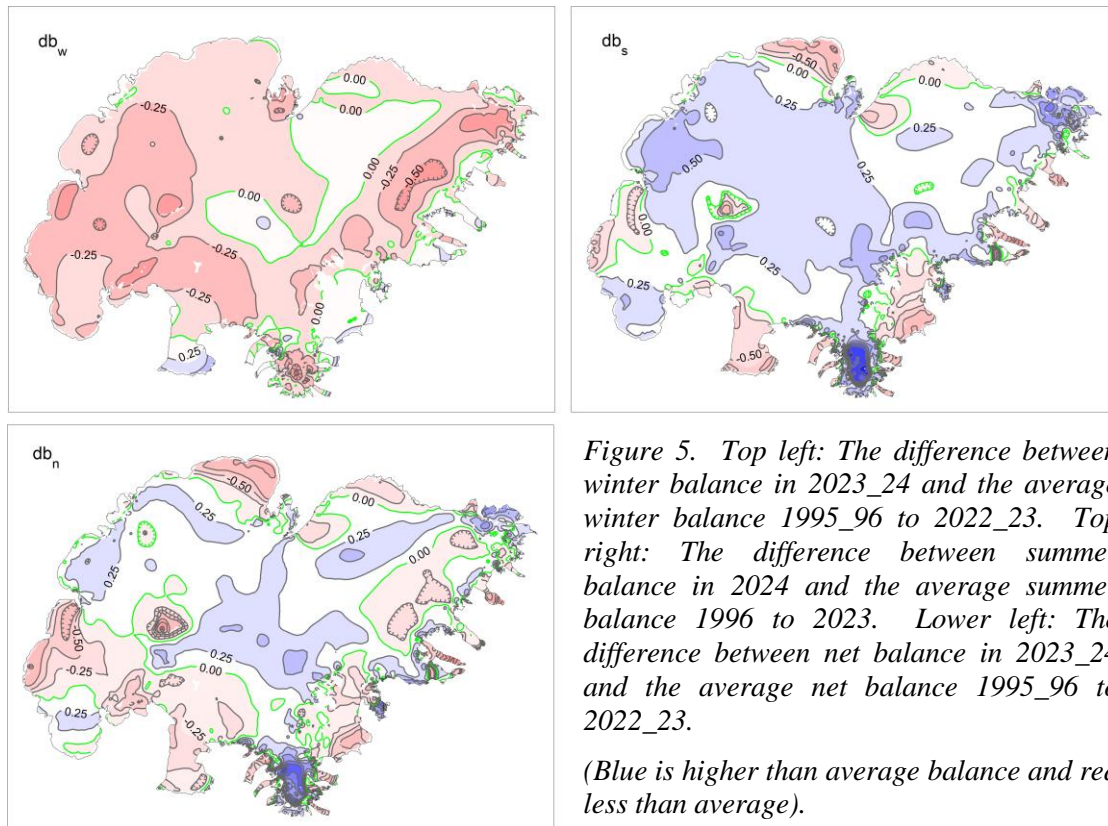 db_w
0.00
0.00
-0.25
-0.25
-0.50
0.00
-0.25
-0.25
-0.25
0.00
0.25
db_s
-0.50
0.00
0.25
0.00
0.25
0.50
0.25
0.00
0.25
0.25
-0.50
db_n
-0.50
0.00
0.25
0.25
0.00
-0.50
-0.25
0.25
0.00
0.25
-0.25
Figure 5. Top left: The difference between
winter balance in 2023_24 and the average
winter balance 1995_96 to 2022_23. Top
right: The difference between summe
balance in 2024 and the average summe
balance 1996 to 2023. Lower left: The
difference between net balance in 2023_24
and the average net balance 1995_96 to
2022_23.
(Blue is higher than average balance and red
less than average).